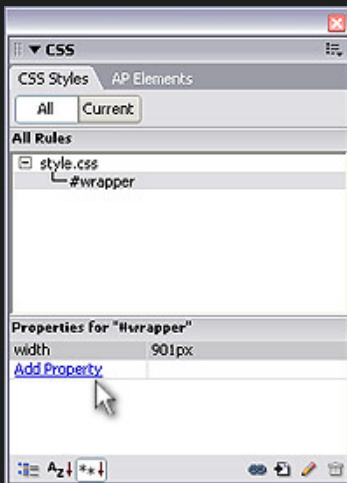 CSS
CSS Styles AP Elements
All Current
All Rules
style.css
#wrapper
Properties for "#wrapper"
width 901px
Add Property